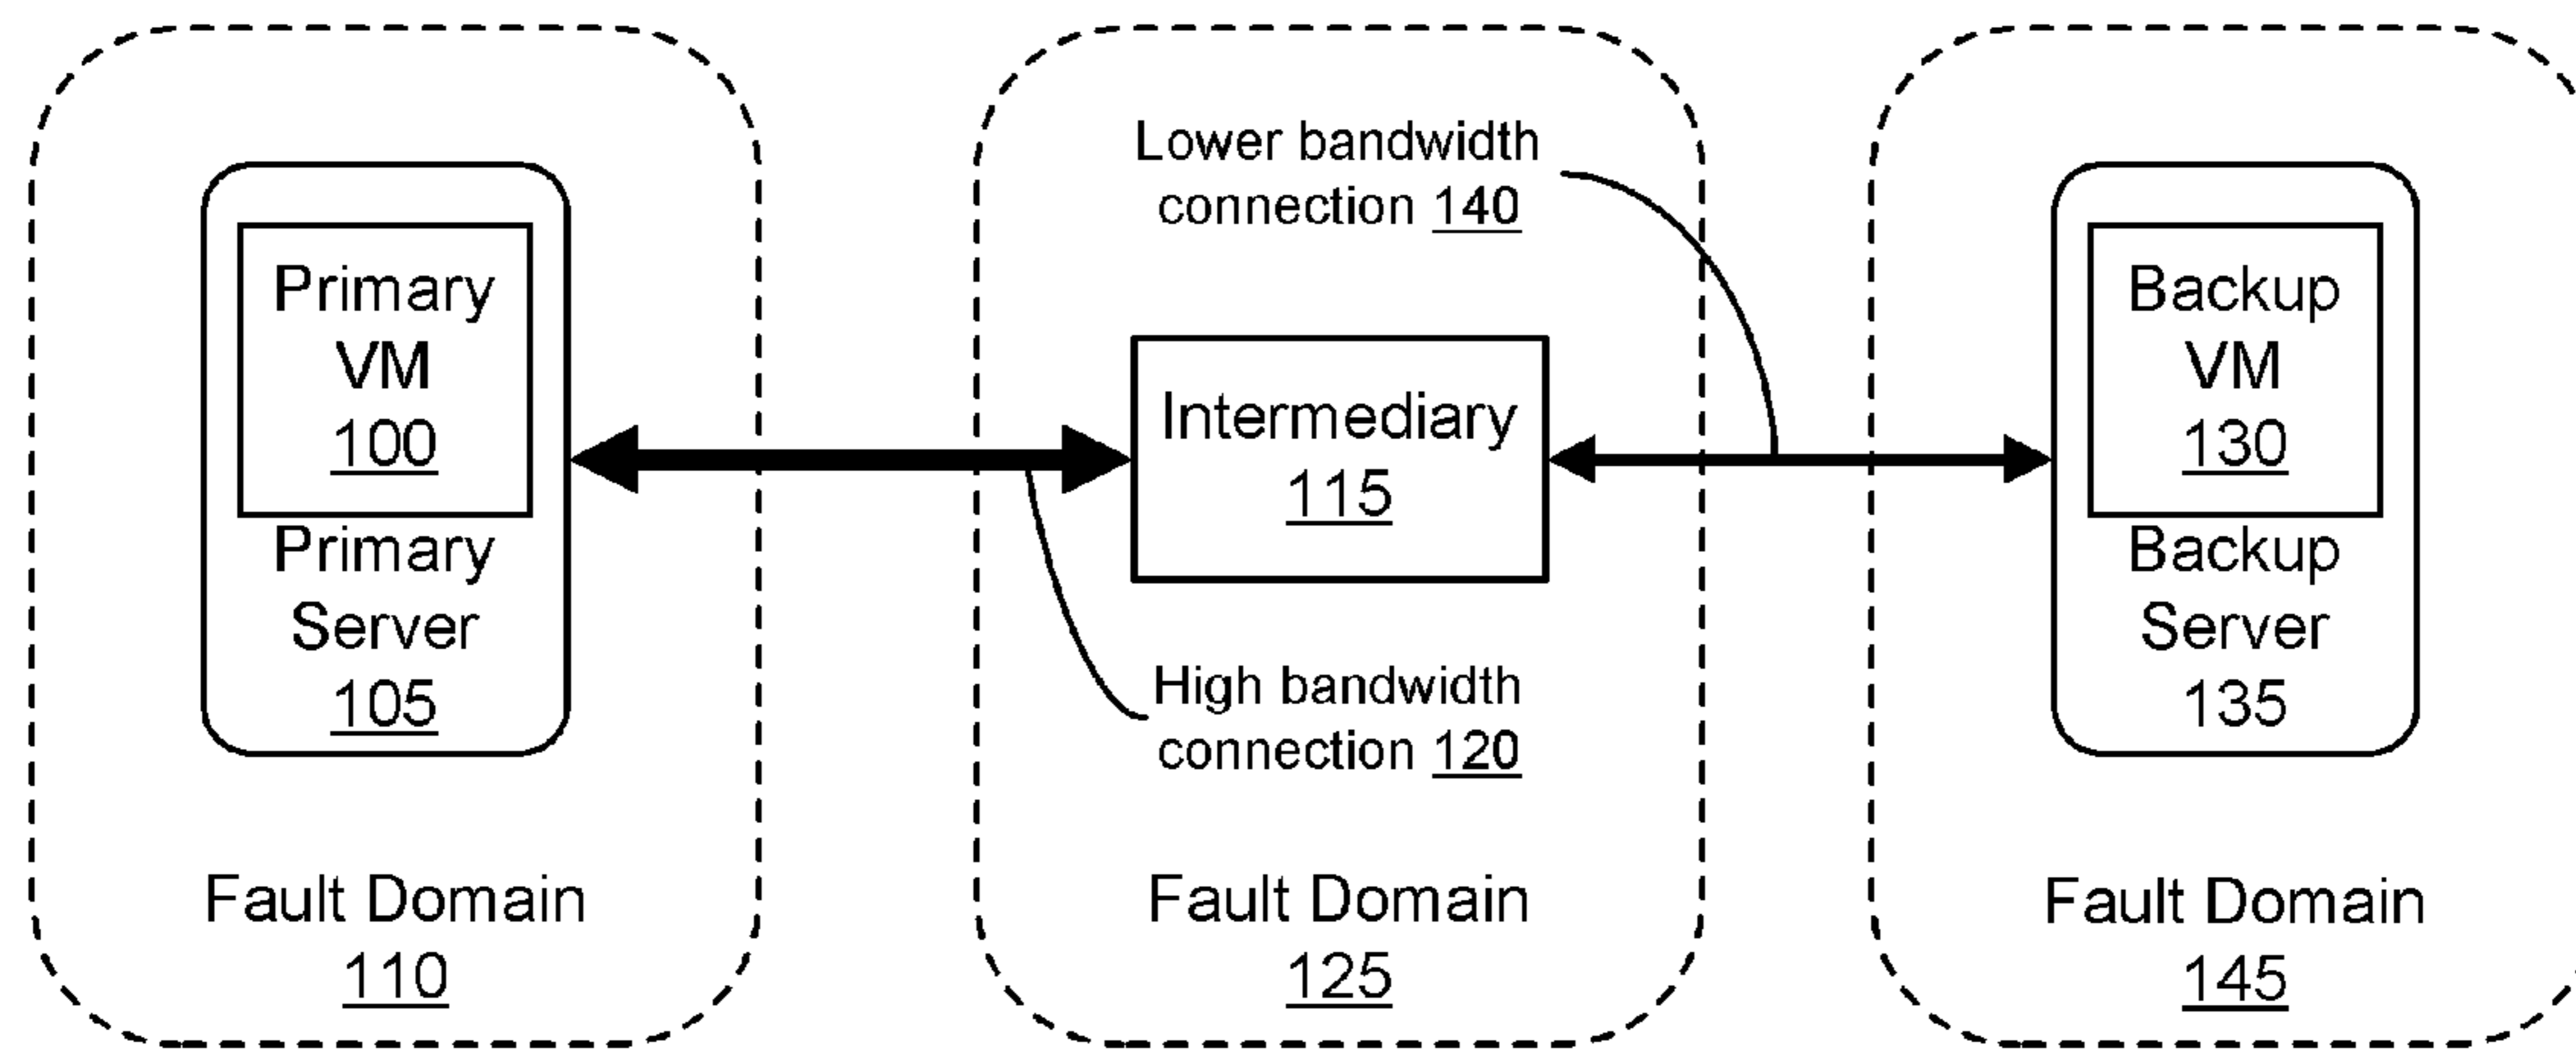 Primary
VM
100
Primary
Server
105
Fault Domain
110
Lower bandwidth
connection 140
Intermediary
115
High bandwidth
connection 120
Fault Domain
125
Backup
VM
130
Backup
Server
135
Fault Domain
145